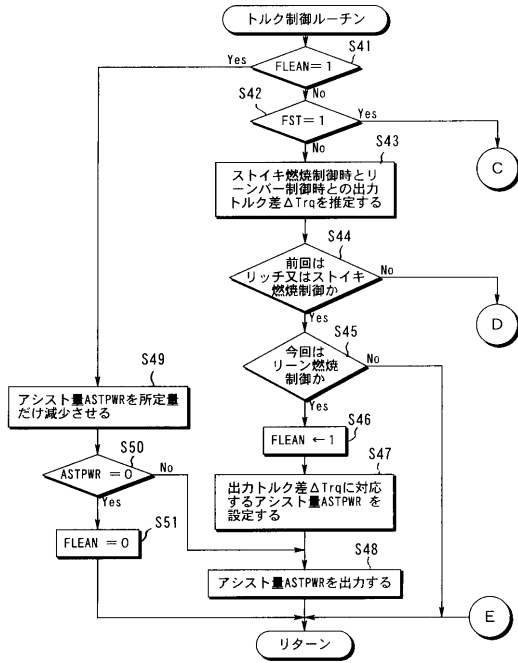 トルク制御ルーチン
S41
FLEAN=1
Yes
No
S42
FST=1
Yes
No
C
S43
ストイキ燃焼制御時とリ
ーンバー制御時との出力
トルク差ΔTrqを推定する
S44
前回は
リッチ又はストイキ
燃焼制御か
No
Yes
D
S45
今回は
リーン燃焼
制御か
No
Yes
S46
FLEAN ← 1
S47
出力トルク差ΔTrqに対応
するアシスト量ASTPWR を
設定する
S49
アシスト量ASTPWRを所定量
だけ減少させる
S50
ASTPWR =0
No
Yes
S51
FLEAN =0
S48
アシスト量ASTPWRを出力する
E
リターン